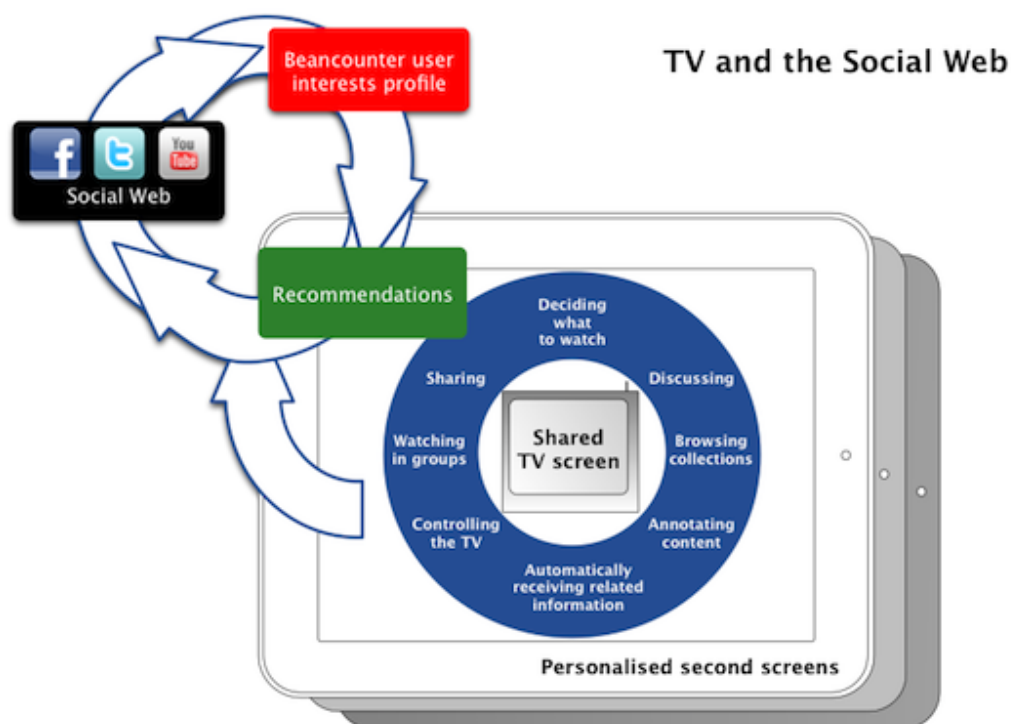 TV and the Social Web
Beancounter user
interests profile
f
t
You
Tube
Social Web
Recommendations
Deciding
what
to watch
Sharing
Discussing
Watching
in groups
Shared
TV screen
Browsing
collections
Controlling
the TV
Annotating
content
Automatically
receiving related
information
Personalised second screens